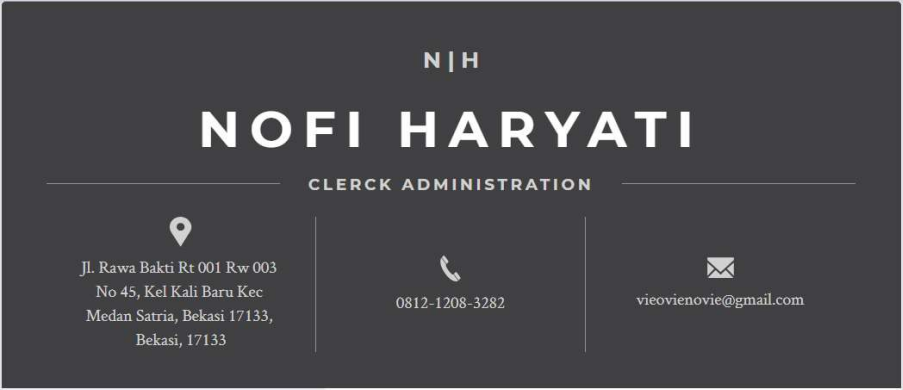 N|H
NOFI HARYATI
CLERCK ADMINISTRATION
Jl. Rawa Bakti Rt 001 Rw 003
No 45, Kel Kali Baru Kec
Medan Satria, Bekasi 17133,
Bekasi, 17133
0812-1208-3282
vieovienovie@gmail.com